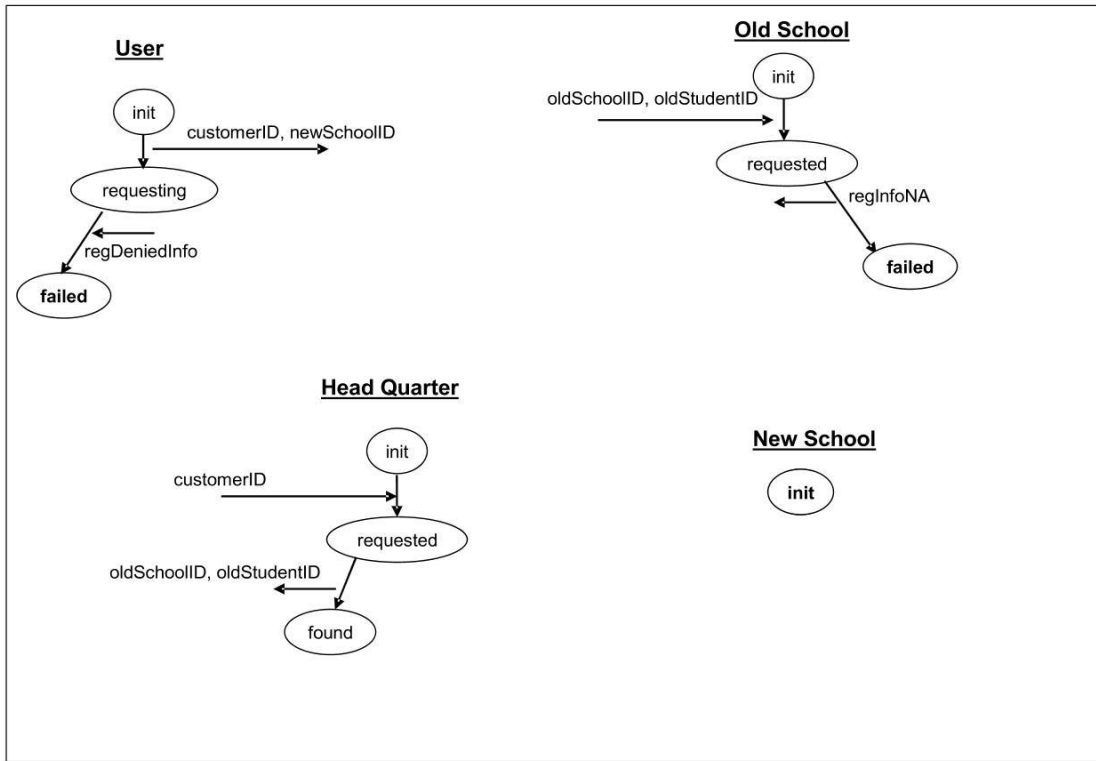 User
init
customerID, newSchoolID
requesting
regDeniedInfo
failed
Old School
init
oldSchoolID, oldStudentID
requested
regInfoNA
failed
Head Quarter
init
customerID
requested
oldSchoolID, oldStudentID
found
New School
init